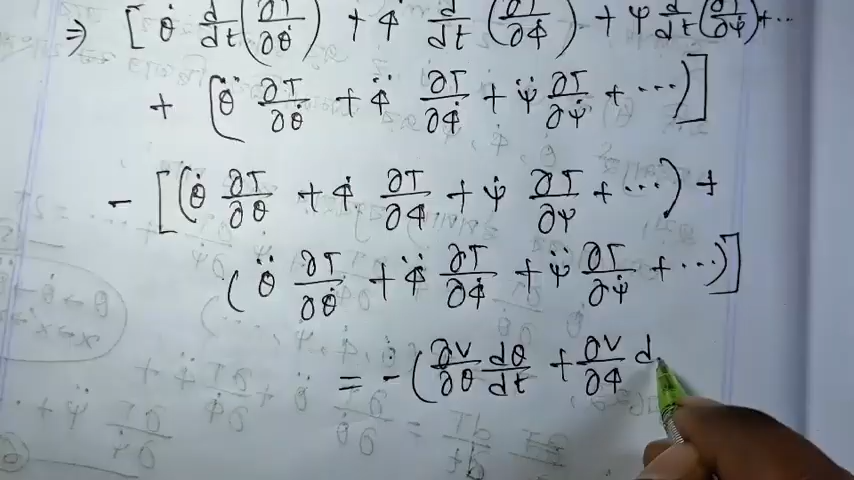 ⇒ [ θ̇ d/dt(∂T/∂θ̇) + φ̇ d/dt (∂T/∂φ̇) + ψ̇ d/dt(∂T/∂ψ̇)+...
+ (θ̈ ∂T/∂θ̇ + φ̈ ∂T/∂φ̇ + ψ̈ ∂T/∂ψ̇ + ...)]
- [(θ̇ ∂T/∂θ + φ̇ ∂T/∂φ + ψ̇ ∂T/∂ψ + ...) +
(θ̈ ∂T/∂θ̇ + φ̈ ∂T/∂φ̇ + ψ̈ ∂T/∂ψ̇ + ...)]
= -(∂V/∂θ dθ/dt + ∂V/∂φ d